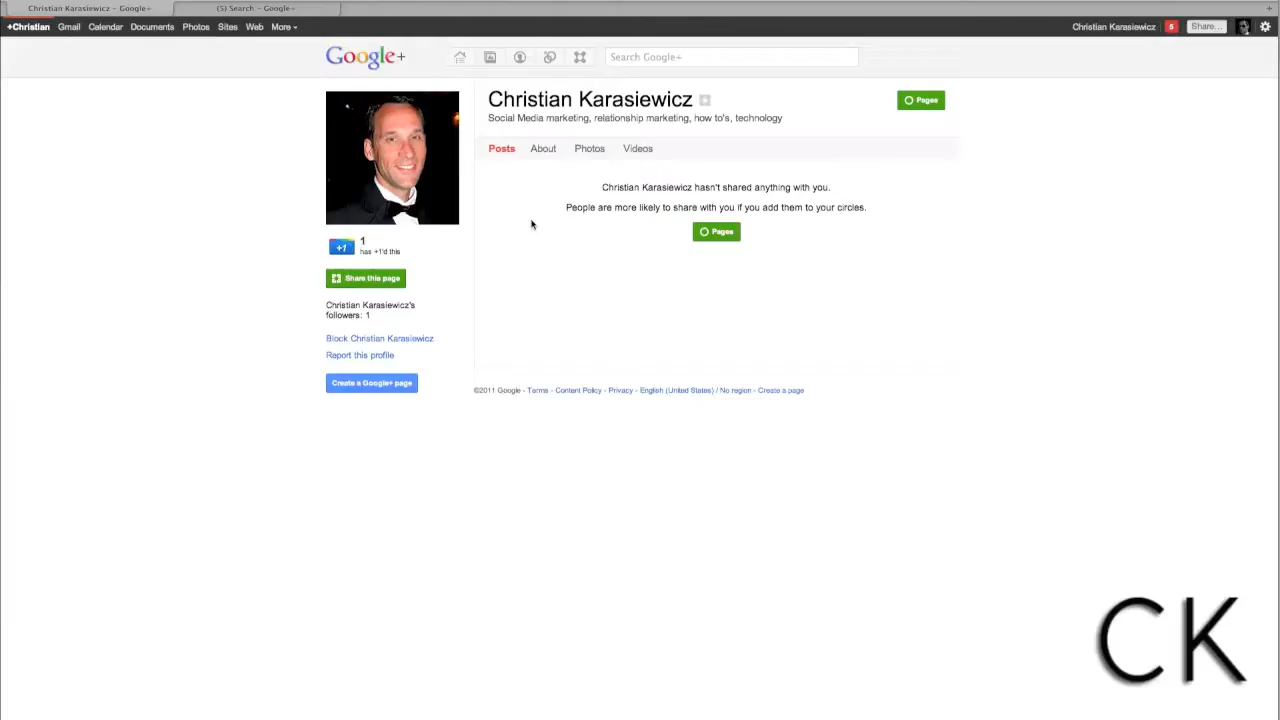 Christian Karasiewicz - Google+
(5) Search - Google+
+Christian Gmail Calendar Documents Photos Sites Web More
Christian Karasiewicz 5 Share...
Google+
Search Google+
Christian Karasiewicz
Pages
Social Media marketing, relationship marketing, how to's, technology
Posts About Photos Videos
Christian Karasiewicz hasn't shared anything with you.
People are more likely to share with you if you add them to your circles.
Pages
+1
1
has +1'd this
Share this page
Christian Karasiewicz's
followers: 1
Block Christian Karasiewicz
Report this profile
Create a Google+ page
©2011 Google - Terms - Content Policy - Privacy - English (United States) / No region - Create a page
CK